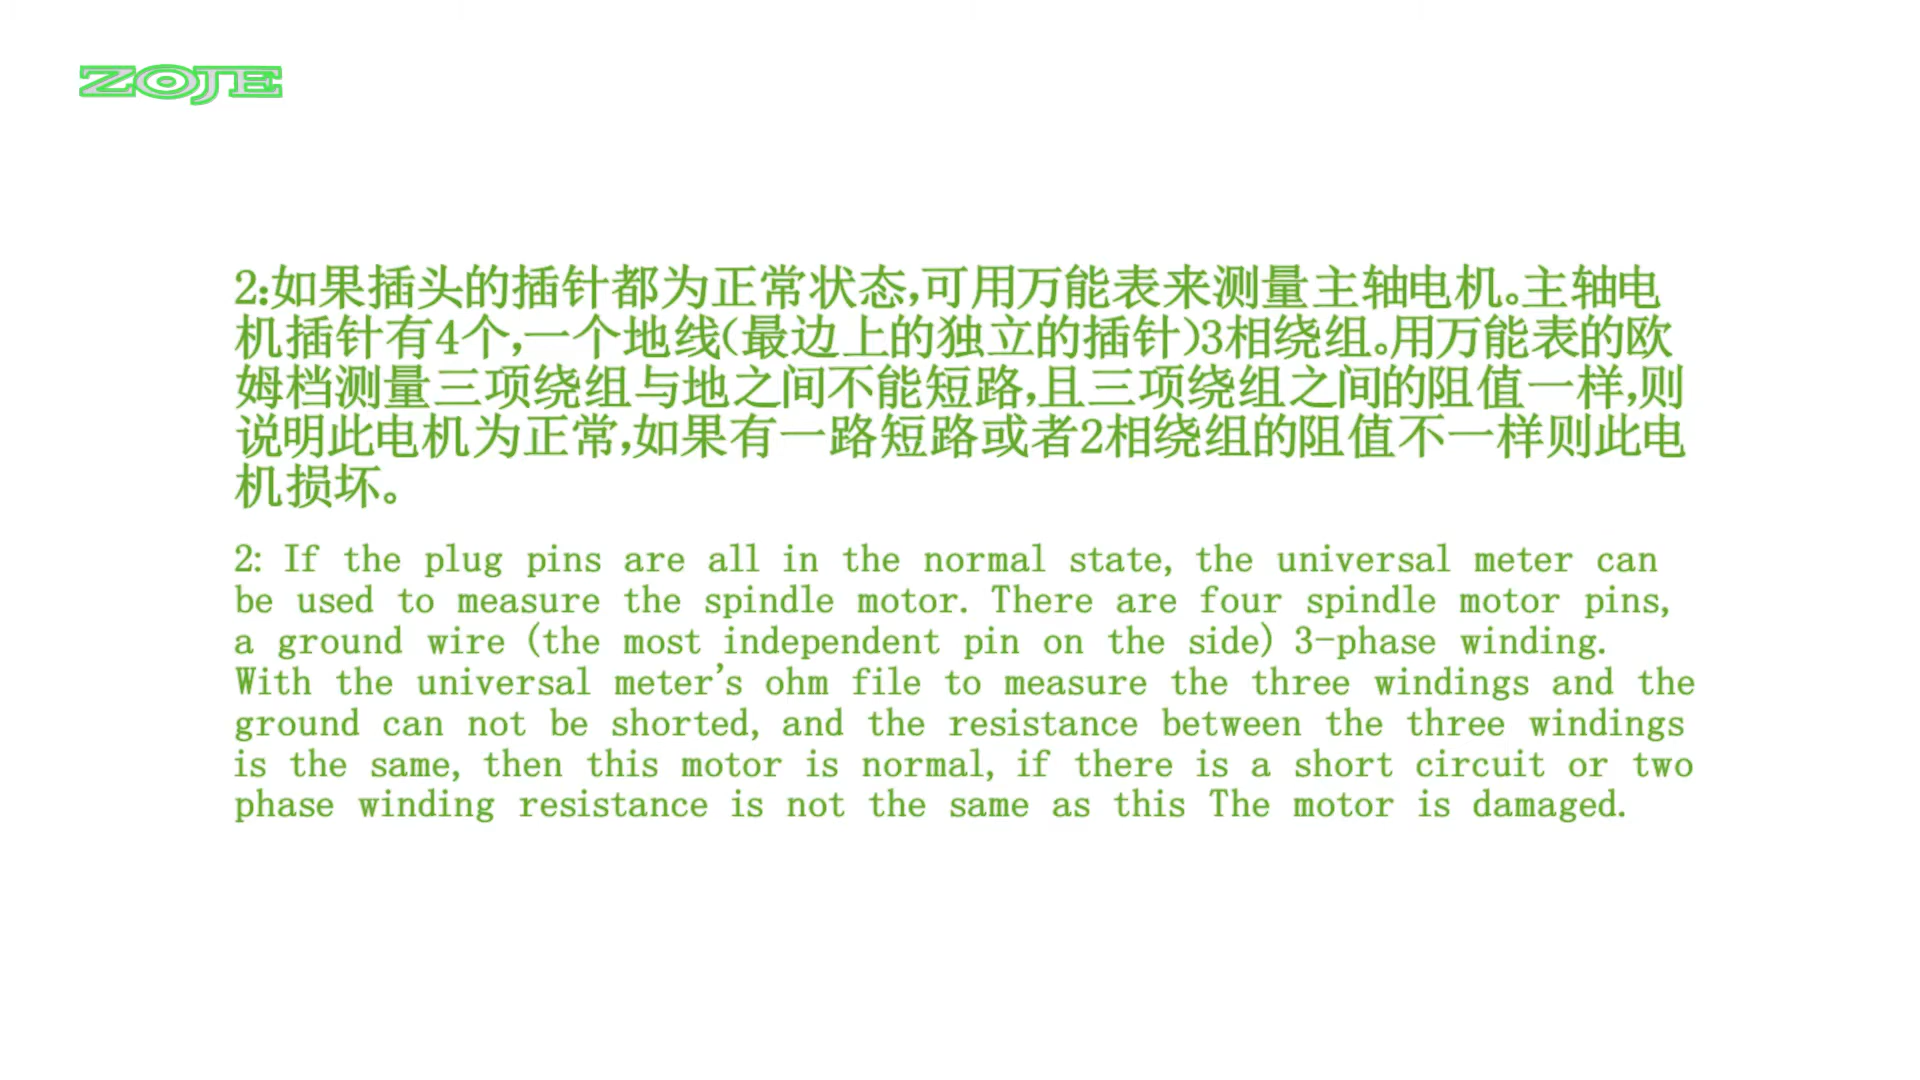 ZOJE
2:如果插头的插针都为正常状态,可用万能表来测量主轴电机。主轴电
机插针有4个,一个地线(最边上的独立的插针)3相绕组。用万能表的欧
姆档测量三项绕组与地之间不能短路,且三项绕组之间的阻值一样,则
说明此电机为正常,如果有一路短路或者2相绕组的阻值不一样则此电
机损坏。
2: If the plug pins are all in the normal state, the universal meter can
be used to measure the spindle motor. There are four spindle motor pins,
a ground wire (the most independent pin on the side) 3-phase winding.
With the universal meter's ohm file to measure the three windings and the
ground can not be shorted, and the resistance between the three windings
is the same, then this motor is normal, if there is a short circuit or two
phase winding resistance is not the same as this The motor is damaged.